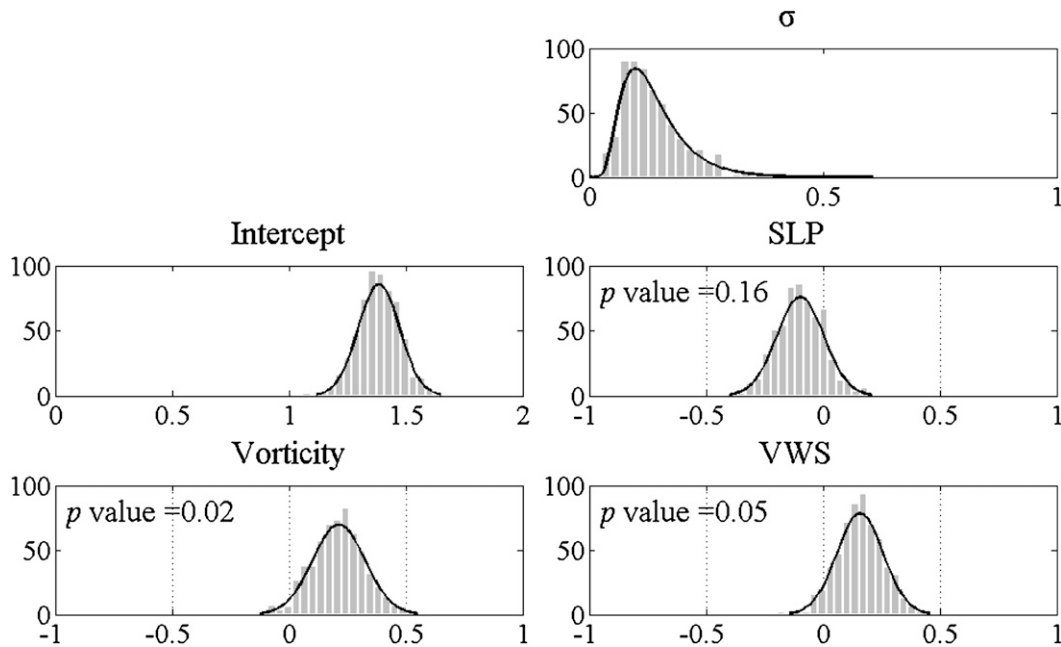 σ
100
50
0
0 0.5 1
Intercept SLP
100 100
p value =0.16
50 50
0 0
0 0.5 1 1.5 2 -1 -0.5 0 0.5 1
Vorticity VWS
100 100
p value =0.02 p value =0.05
50 50
0 0
-1 -0.5 0 0.5 1 -1 -0.5 0 0.5 1